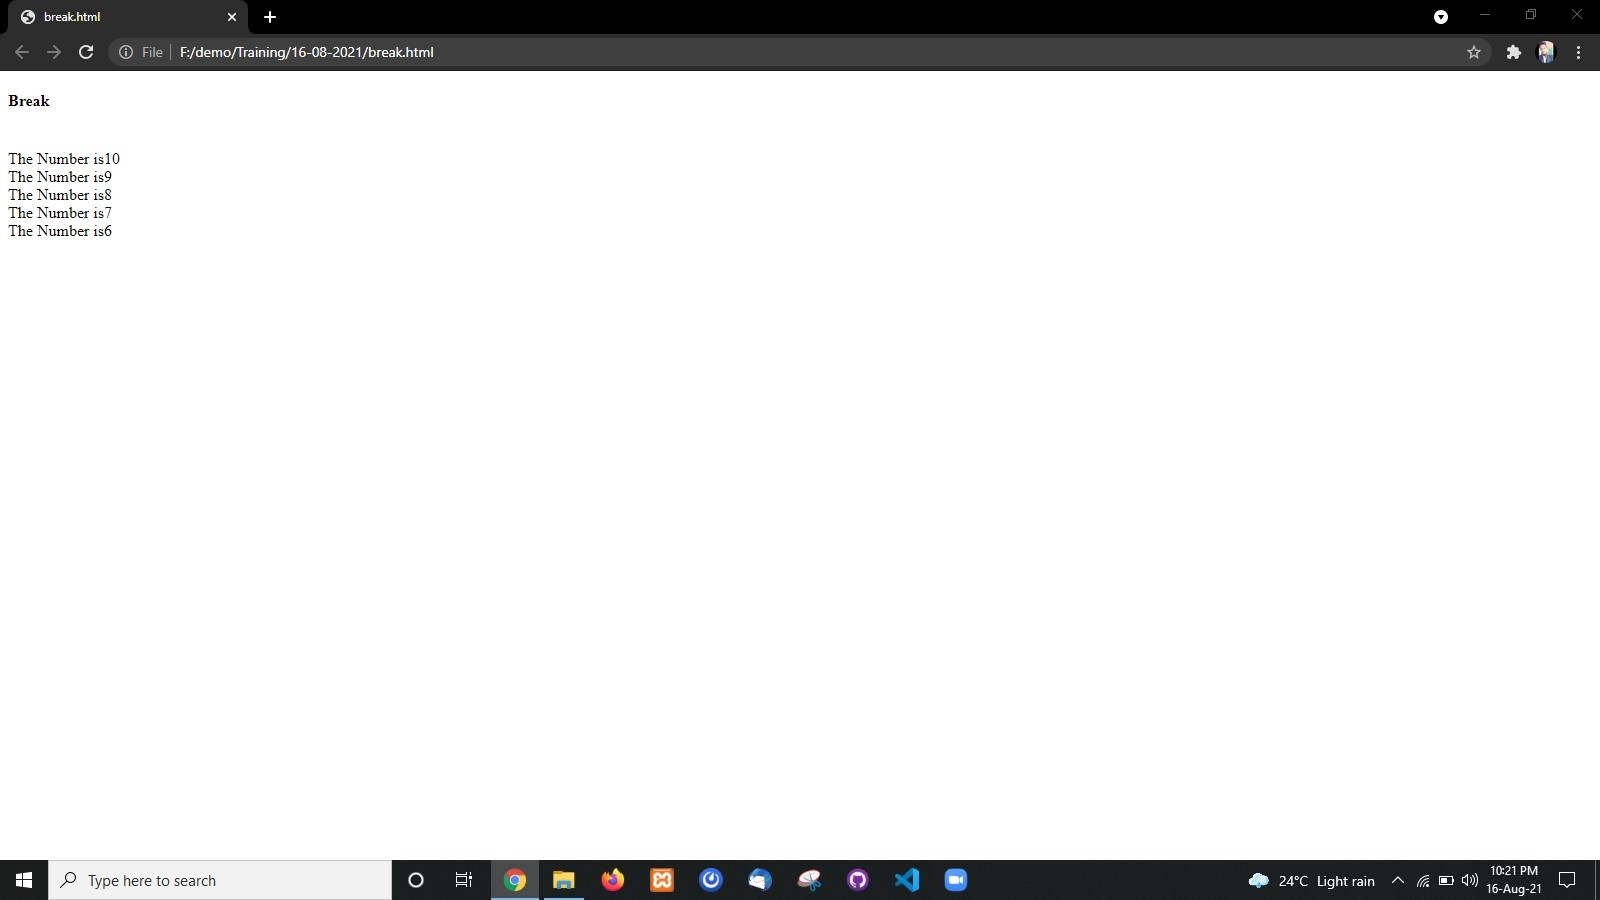 break.html
File
F:/demo/Training/16-08-2021/break.html
Break
The Number is10
The Number is9
The Number is8
The Number is7
The Number is6
Type here to search
24°C Light rain
10:21 PM
16-Aug-21